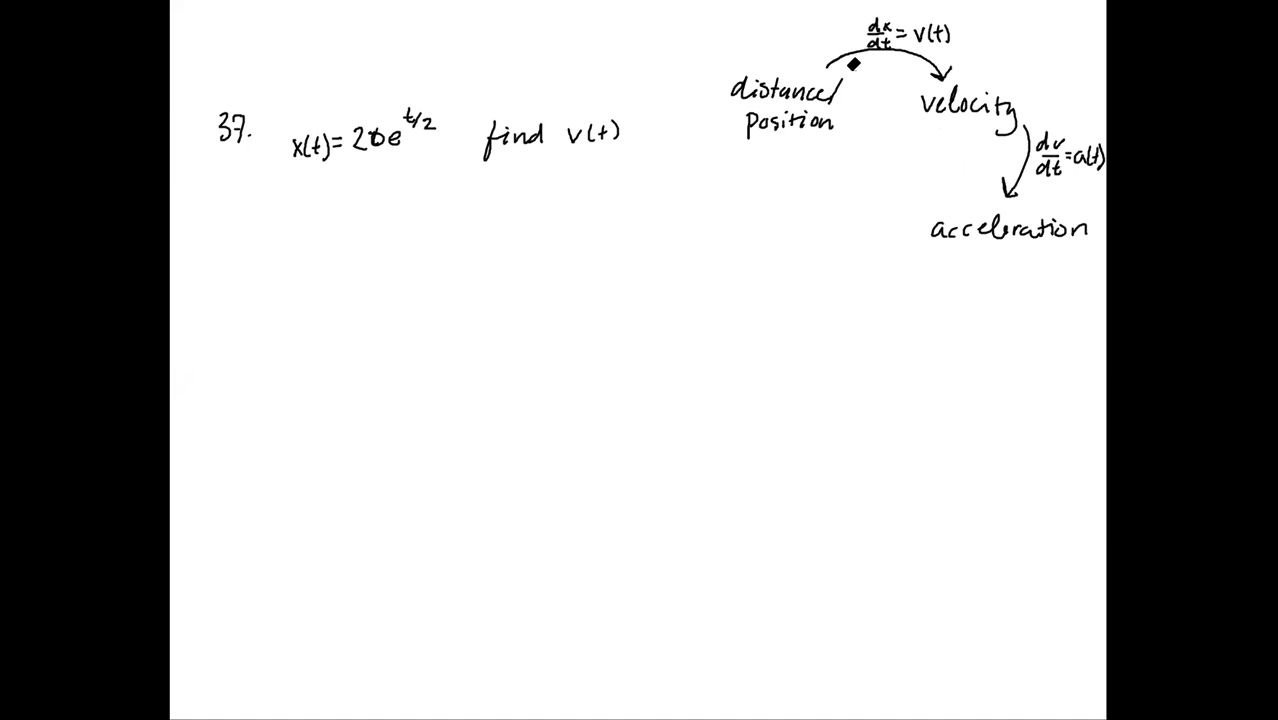 37. x(t) = 20e^{t/2} find v(t)
dx/dt = v(t)
distance/ velocity
position
dv/dt = a(t)
acceleration